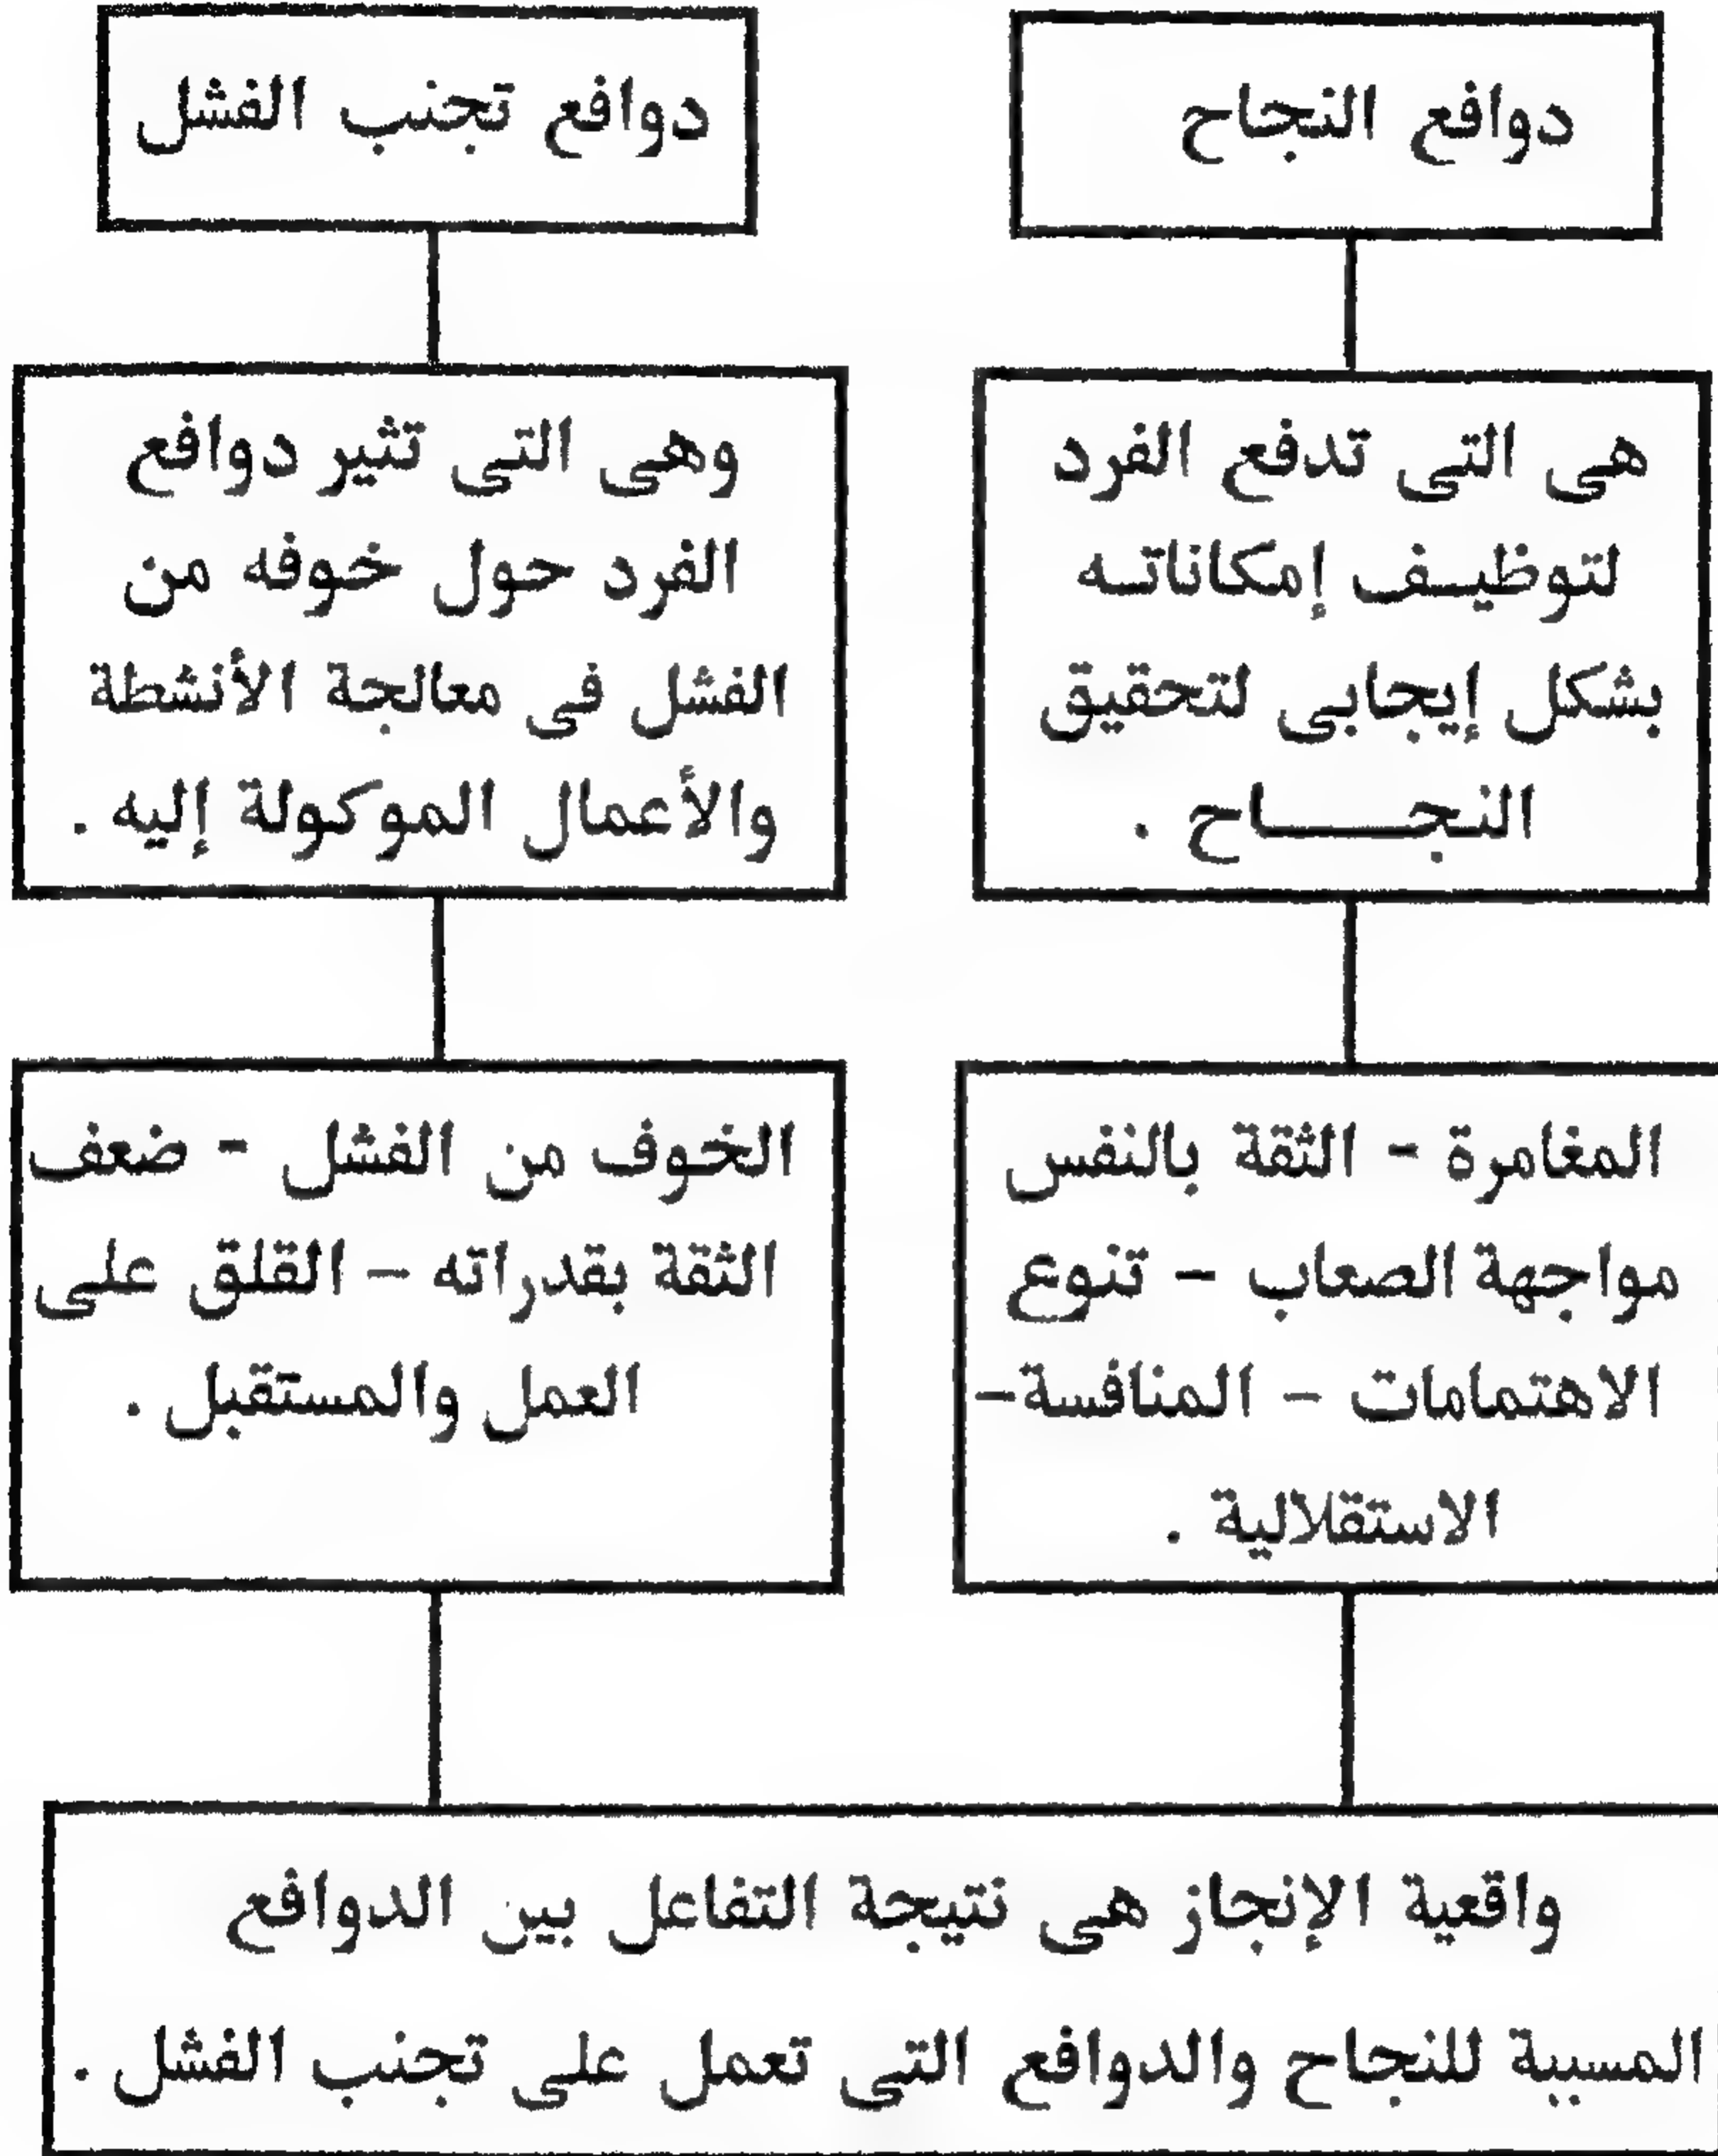 دوافع النجاح
دوافع تجنب الفشل
هى التى تدفع الفرد
لتوظيف إمكاناته
بشكل إيجابى لتحقيق
النجاح .
وهى التى تثير دوافع
الفرد حول خوفه من
الفشل فى معالجة الأنشطة
والأعمال الموكولة إليه .
المغامرة - الثقة بالنفس
مواجهة الصعاب - تنوع
الاهتمامات - المنافسة -
الاستقلالية .
الخوف من الفشل - ضعف
الثقة بقدراته - القلق على
العمل والمستقبل .
واقعية الإنجاز هى نتيجة التفاعل بين الدوافع
المسببة للنجاح والدوافع التى تعمل على تجنب الفشل .